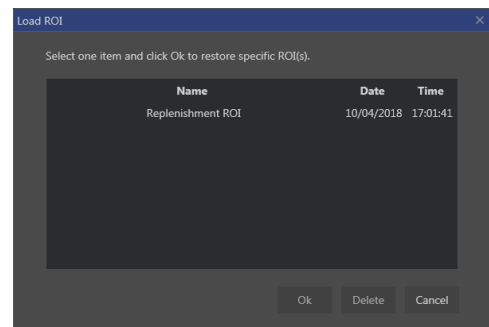 Load ROI
Select one item and click Ok to restore specific ROI(s).
Name Date Time
Replenishment ROI 10/04/2018 17:01:41
Ok Delete Cancel